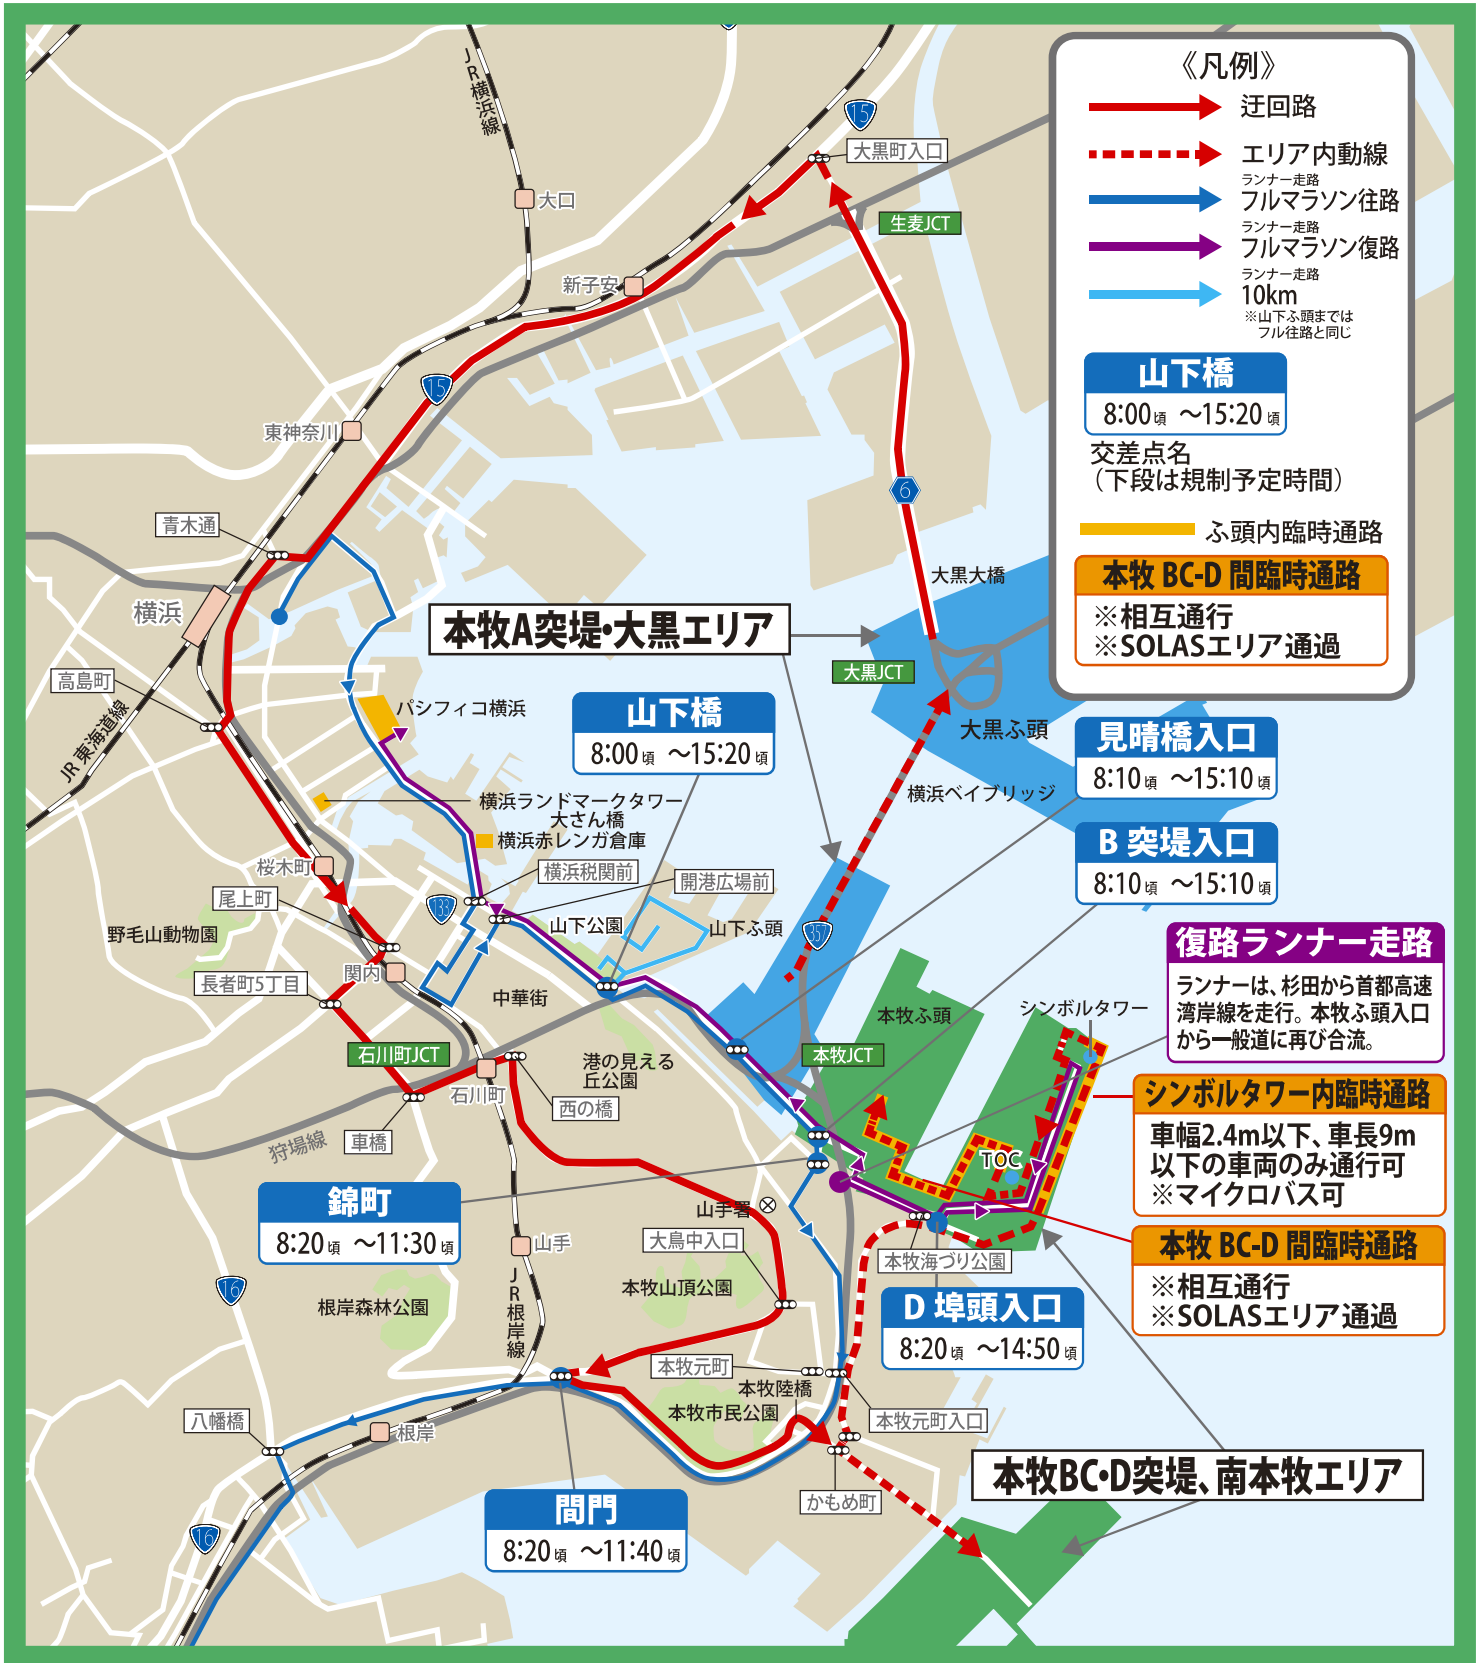 《凡例》
迂回路
エリア内動線
ランナー走路
フルマラソン往路
ランナー走路
フルマラソン復路
ランナー走路
10km
※山下ふ頭までは
フル往路と同じ
山下橋
8:00頃 ～15:20頃
交差点名
（下段は規制予定時間）
ふ頭内臨時通路
本牧 BC-D 間臨時通路
※相互通行
※SOLASエリア通過
JR横浜線
15
大黒町入口
大口
生麦JCT
新子安
15
東神奈川
6
青木通
大黒大橋
横浜
本牧A突堤・大黒エリア
大黒JCT
高島町
JR東海道線
パシフィコ横浜
山下橋
8:00頃 ～15:20頃
大黒ふ頭
見晴橋入口
8:10頃 ～15:10頃
横浜ベイブリッジ
横浜ランドマークタワー
大さん橋
横浜赤レンガ倉庫
B 突堤入口
8:10頃 ～15:10頃
桜木町
横浜税関前
開港広場前
尾上町
133
山下公園
山下ふ頭
357
野毛山動物園
関内
長者町5丁目
中華街
復路ランナー走路
ランナーは、杉田から首都高速
湾岸線を走行。本牧ふ頭入口
から一般道に再び合流。
シンボルタワー
本牧ふ頭
石川町JCT
本牧JCT
港の見える
丘公園
石川町
西の橋
シンボルタワー内臨時通路
車幅2.4m以下、車長9m
以下の車両のみ通行可
※マイクロバス可
車橋
狩場線
TOC
錦町
8:20頃 ～11:30頃
山手署
山手
大鳥中入口
本牧海づり公園
本牧 BC-D 間臨時通路
※相互通行
※SOLASエリア通過
16
根岸森林公園
JR根岸線
本牧山頂公園
D 埠頭入口
8:20頃 ～14:50頃
本牧元町
本牧陸橋
本牧市民公園
本牧元町入口
八幡橋
根岸
本牧BC・D突堤、南本牧エリア
間門
8:20頃 ～11:40頃
かもめ町
16